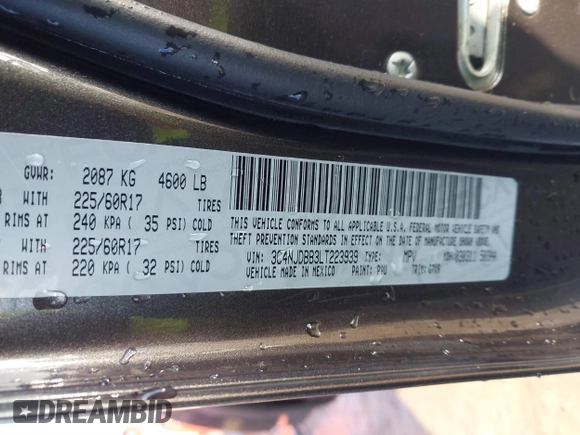 GVWR: 2087 KG 4600 LB
WITH 225/60R17 TIRES
RIMS AT 240 KPA ( 35 PSI) COLD
WITH 225/60R17 TIRES
RIMS AT 220 KPA ( 32 PSI) COLD
THIS VEHICLE CONFORMS TO ALL APPLICABLE U.S.A. FEDERAL MOTOR VEHICLE SAFETY AND
THEFT PREVENTION STANDARDS IN EFFECT ON THE DATE OF MANUFACTURE SHOWN ABOVE.
VIN: 3C4NJDBB3LT223939 TYPE: MPV
VEHICLE MADE IN MEXICO PAINT: PAU TRIM:
DREAMBID